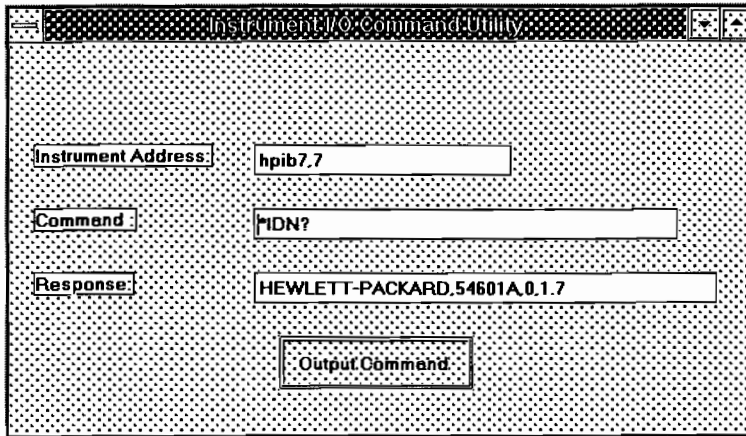 Instrument I/O Command Utility
Instrument Address: hpib7,7
Command : *IDN?
Response: HEWLETT-PACKARD,54601A,0,1.7
Output Command